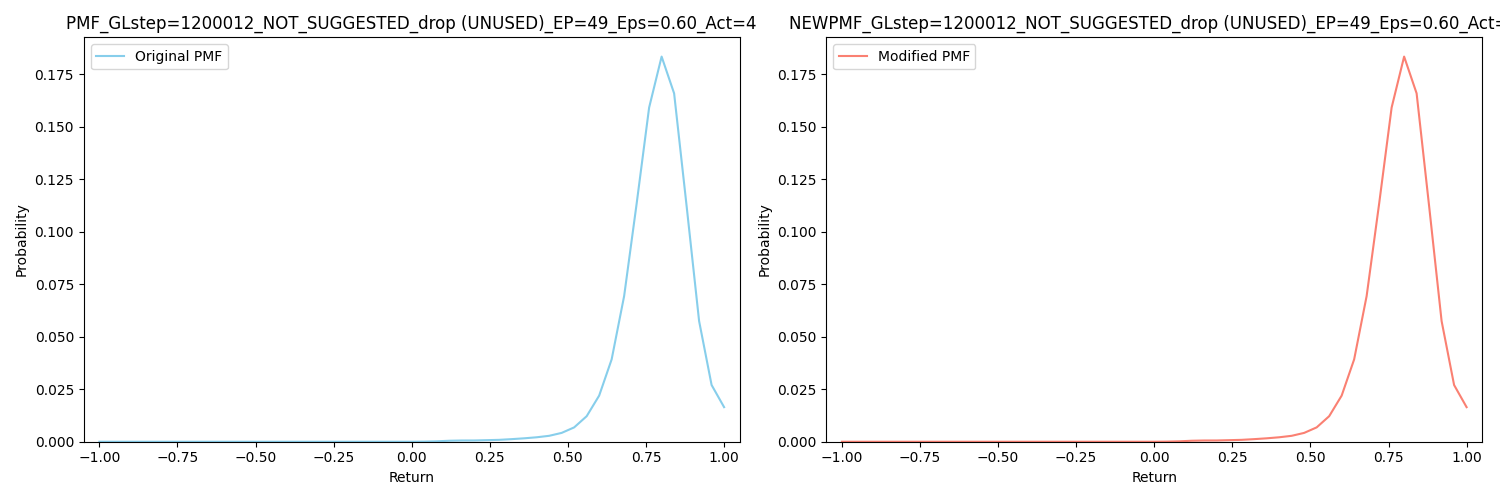 PMF_GLstep=1200012_NOT_SUGGESTED_drop (UNUSED)_EP=49_Eps=0.60_Act=4
Original PMF
Probability
0.175
0.150
0.125
0.100
0.075
0.050
0.025
0.000
−1.00 −0.75 −0.50 −0.25 0.00 0.25 0.50 0.75 1.00
Return
NEWPMF_GLstep=1200012_NOT_SUGGESTED_drop (UNUSED)_EP=49_Eps=0.60_Act=
Modified PMF
Probability
0.175
0.150
0.125
0.100
0.075
0.050
0.025
0.000
−1.00 −0.75 −0.50 −0.25 0.00 0.25 0.50 0.75 1.00
Return